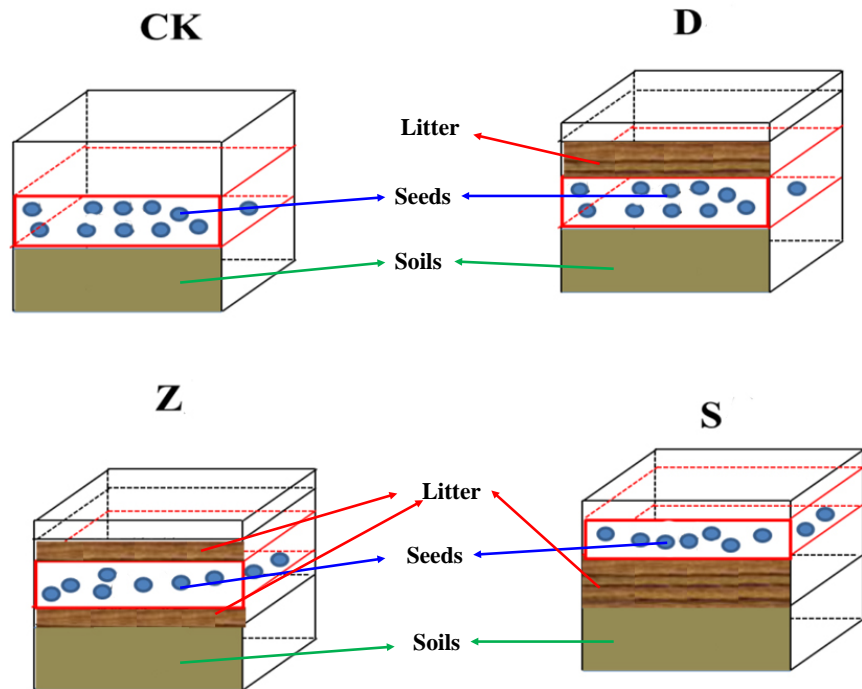 CK
D
Litter
Seeds
Soils
Z
S
Litter
Seeds
Soils